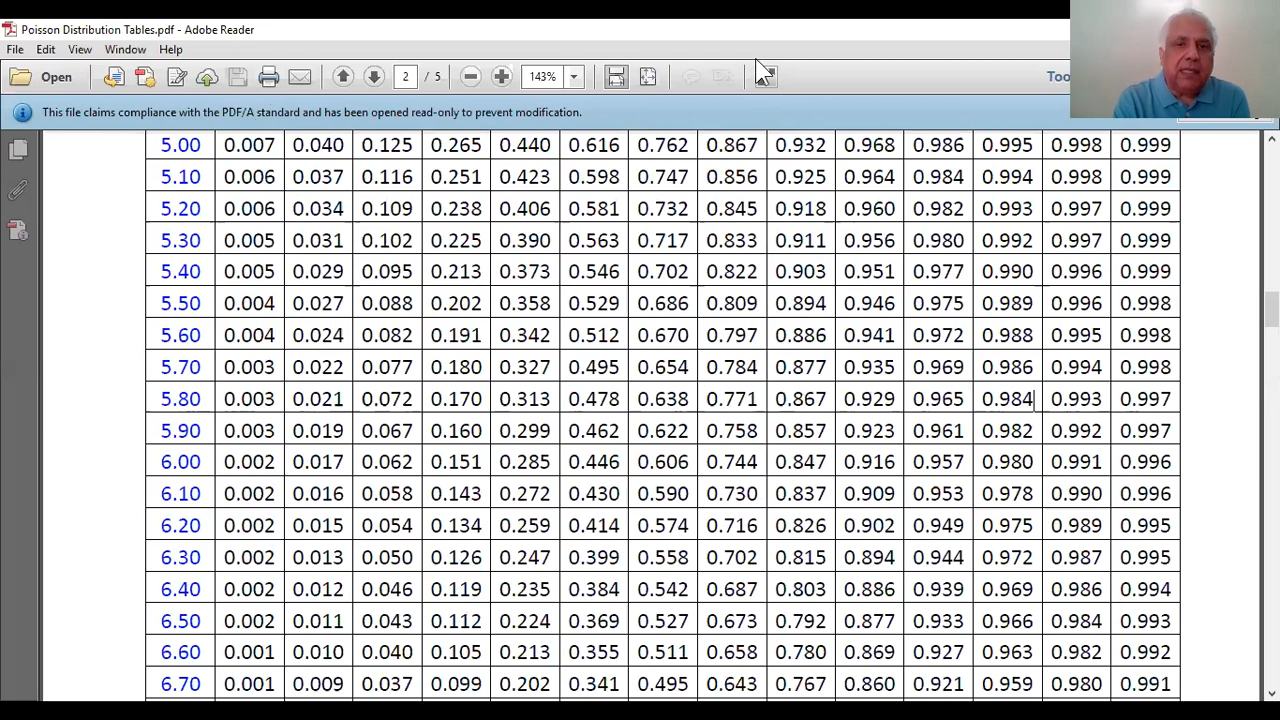 Poisson Distribution Tables.pdf - Adobe Reader
File Edit View Window Help
Open 2 / 5 143%
This file claims compliance with the PDF/A standard and has been opened read-only to prevent modification.
5.00 0.007 0.040 0.125 0.265 0.440 0.616 0.762 0.867 0.932 0.968 0.986 0.995 0.998 0.999
5.10 0.006 0.037 0.116 0.251 0.423 0.598 0.747 0.856 0.925 0.964 0.984 0.994 0.998 0.999
5.20 0.006 0.034 0.109 0.238 0.406 0.581 0.732 0.845 0.918 0.960 0.982 0.993 0.997 0.999
5.30 0.005 0.031 0.102 0.225 0.390 0.563 0.717 0.833 0.911 0.956 0.980 0.992 0.997 0.999
5.40 0.005 0.029 0.095 0.213 0.373 0.546 0.702 0.822 0.903 0.951 0.977 0.990 0.996 0.999
5.50 0.004 0.027 0.088 0.202 0.358 0.529 0.686 0.809 0.894 0.946 0.975 0.989 0.996 0.998
5.60 0.004 0.024 0.082 0.191 0.342 0.512 0.670 0.797 0.886 0.941 0.972 0.988 0.995 0.998
5.70 0.003 0.022 0.077 0.180 0.327 0.495 0.654 0.784 0.877 0.935 0.969 0.986 0.994 0.998
5.80 0.003 0.021 0.072 0.170 0.313 0.478 0.638 0.771 0.867 0.929 0.965 0.984 0.993 0.997
5.90 0.003 0.019 0.067 0.160 0.299 0.462 0.622 0.758 0.857 0.923 0.961 0.982 0.992 0.997
6.00 0.002 0.017 0.062 0.151 0.285 0.446 0.606 0.744 0.847 0.916 0.957 0.980 0.991 0.996
6.10 0.002 0.016 0.058 0.143 0.272 0.430 0.590 0.730 0.837 0.909 0.953 0.978 0.990 0.996
6.20 0.002 0.015 0.054 0.134 0.259 0.414 0.574 0.716 0.826 0.902 0.949 0.975 0.989 0.995
6.30 0.002 0.013 0.050 0.126 0.247 0.399 0.558 0.702 0.815 0.894 0.944 0.972 0.987 0.995
6.40 0.002 0.012 0.046 0.119 0.235 0.384 0.542 0.687 0.803 0.886 0.939 0.969 0.986 0.994
6.50 0.002 0.011 0.043 0.112 0.224 0.369 0.527 0.673 0.792 0.877 0.933 0.966 0.984 0.993
6.60 0.001 0.010 0.040 0.105 0.213 0.355 0.511 0.658 0.780 0.869 0.927 0.963 0.982 0.992
6.70 0.001 0.009 0.037 0.099 0.202 0.341 0.495 0.643 0.767 0.860 0.921 0.959 0.980 0.991